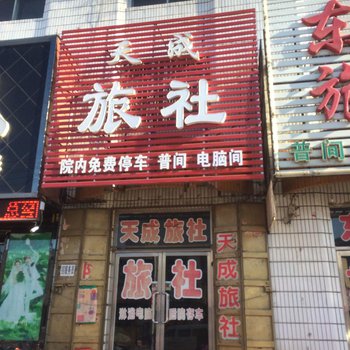 天成
旅社
院内免费停车 普间 电脑间
天成旅社
旅社
天成旅社
东
旅
普间